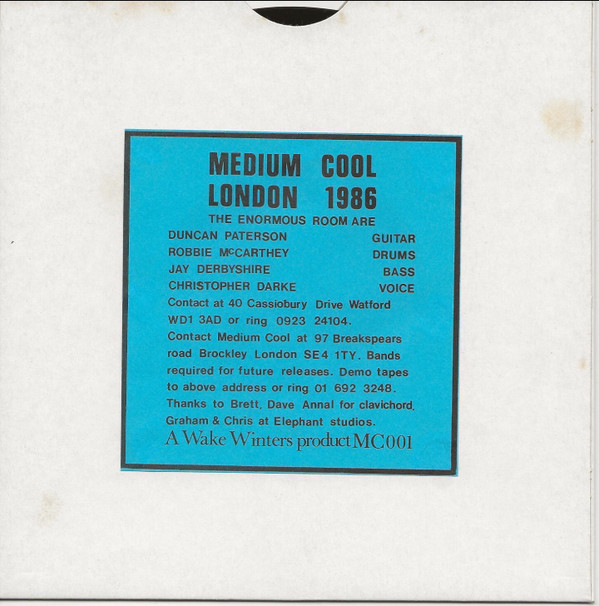 MEDIUM COOL
LONDON 1986
THE ENORMOUS ROOM ARE
DUNCAN PATERSON GUITAR
ROBBIE McCARTHEY DRUMS
JAY DERBYSHIRE BASS
CHRISTOPHER DARKE VOICE
Contact at 40 Cassiobury Drive Watford
WD1 3AD or ring 0923 24104.
Contact Medium Cool at 97 Breakspears
road Brockley London SE4 1TY. Bands
required for future releases. Demo tapes
to above address or ring 01 692 3248.
Thanks to Brett, Dave Annal for clavichord,
Graham & Chris at Elephant studios.
A Wake Winters product MC001